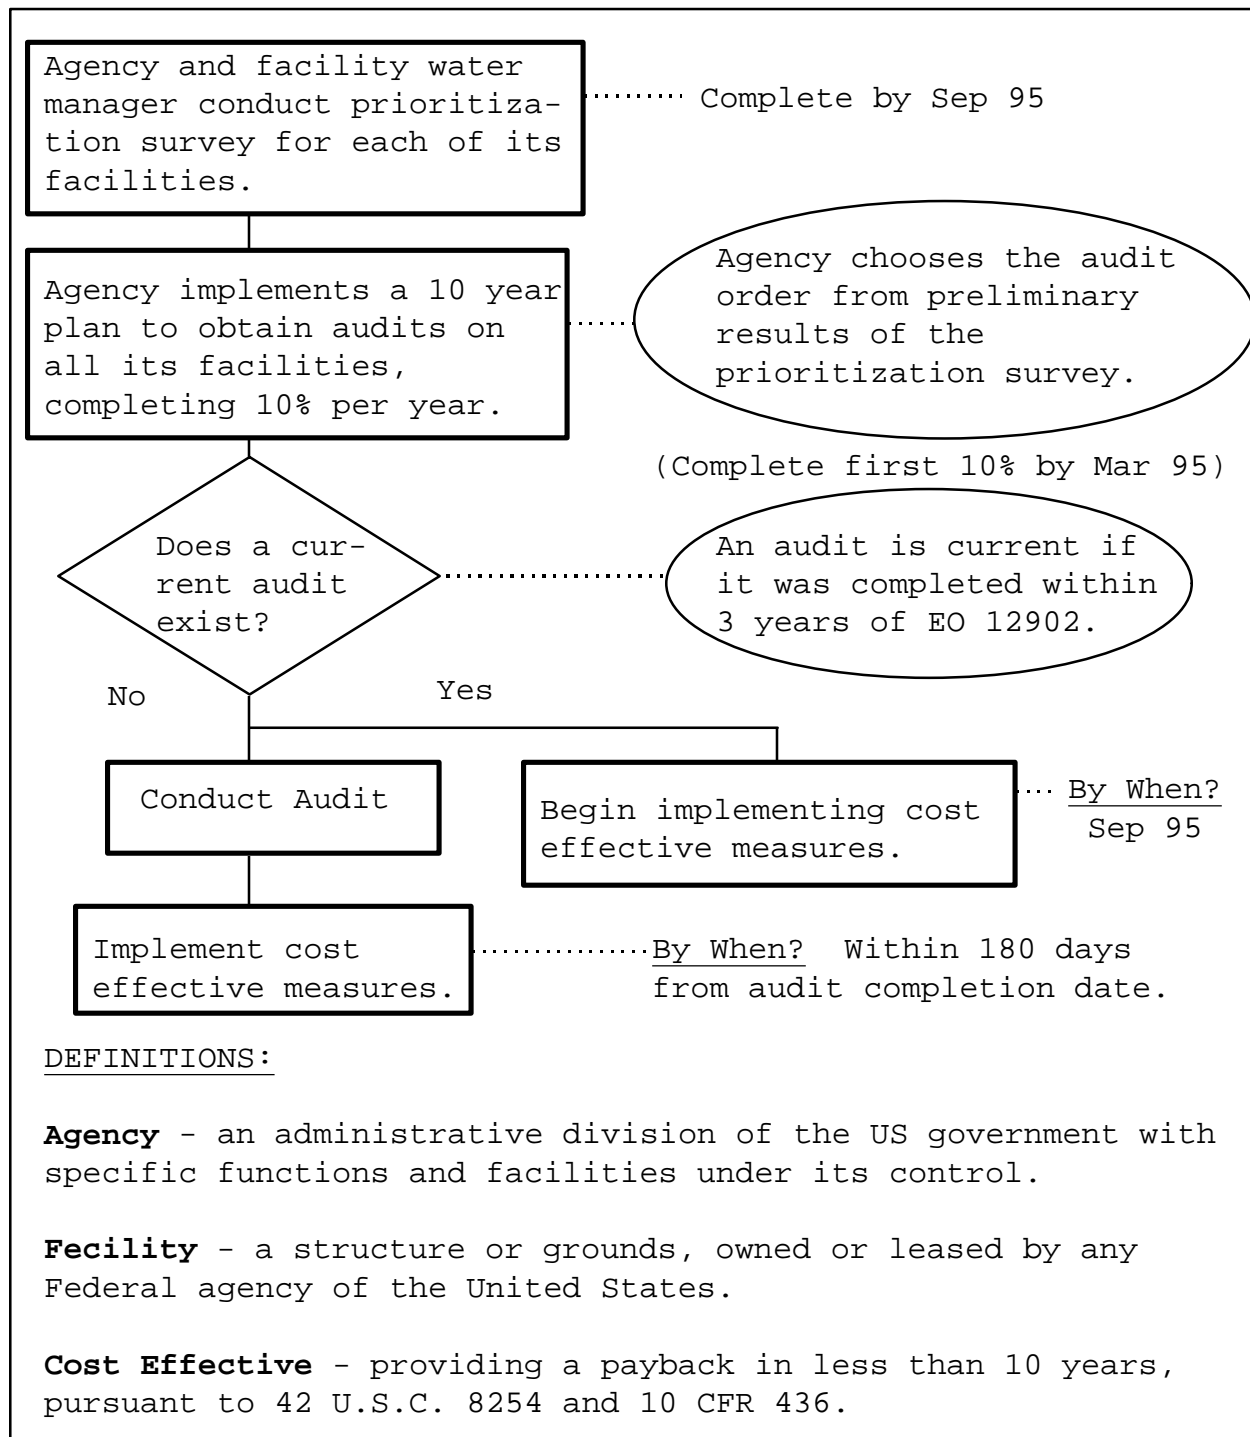 Agency and facility water
manager conduct prioritiza-
tion survey for each of its
facilities.
Complete by Sep 95
Agency implements a 10 year
plan to obtain audits on
all its facilities,
completing 10% per year.
Agency chooses the audit
order from preliminary
results of the
prioritization survey.
(Complete first 10% by Mar 95)
Does a cur-
rent audit
exist?
An audit is current if
it was completed within
3 years of EO 12902.
No
Yes
Conduct Audit
Begin implementing cost
effective measures.
By When?
Sep 95
Implement cost
effective measures.
By When? Within 180 days
from audit completion date.
DEFINITIONS:
Agency - an administrative division of the US government with
specific functions and facilities under its control.
Fecility - a structure or grounds, owned or leased by any
Federal agency of the United States.
Cost Effective - providing a payback in less than 10 years,
pursuant to 42 U.S.C. 8254 and 10 CFR 436.